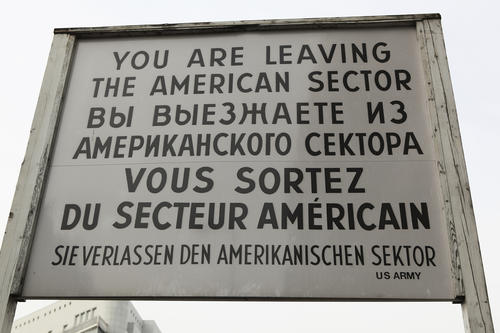 YOU ARE LEAVING
THE AMERICAN SECTOR
ВЫ ВЫЕЗЖАЕТЕ ИЗ
АМЕРИКАНСКОГО СЕКТОРА
VOUS SORTEZ
DU SECTEUR AMÉRICAIN
SIE VERLASSEN DEN AMERIKANISCHEN SEKTOR
US ARMY